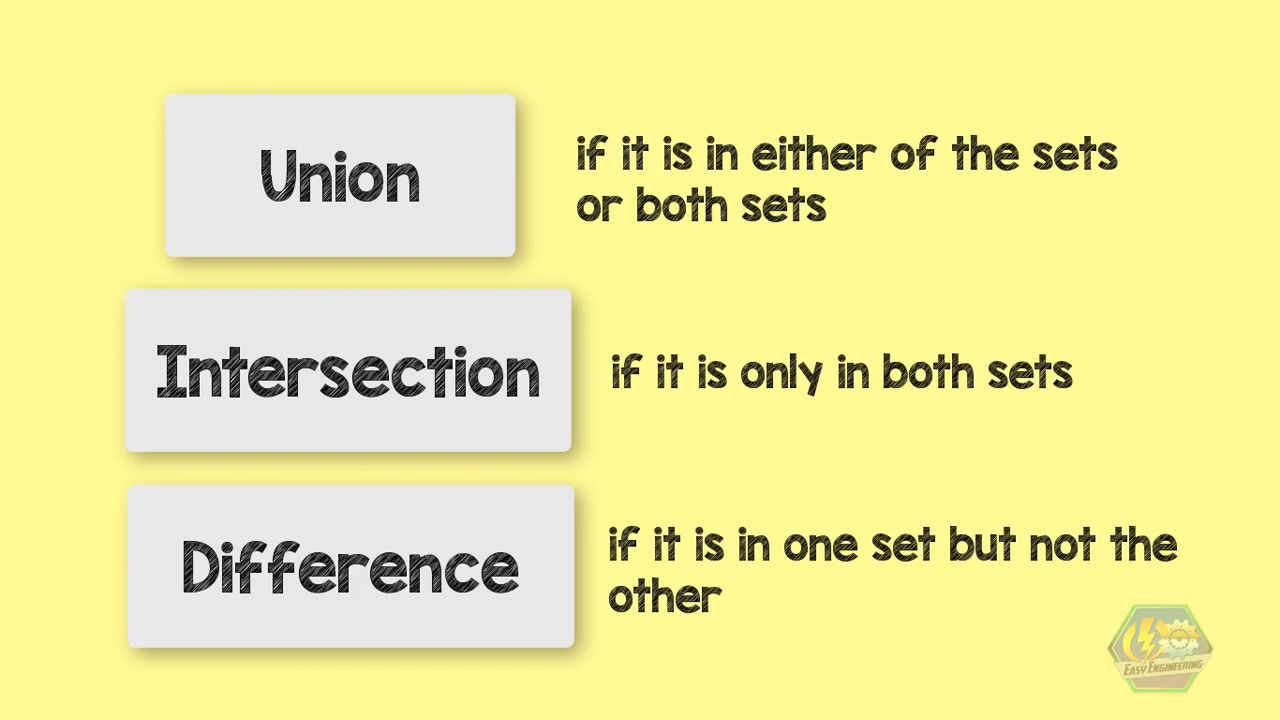 Union
if it is in either of the sets
or both sets
Intersection
if it is only in both sets
Difference
if it is in one set but not the
other
EASY ENGINEERING